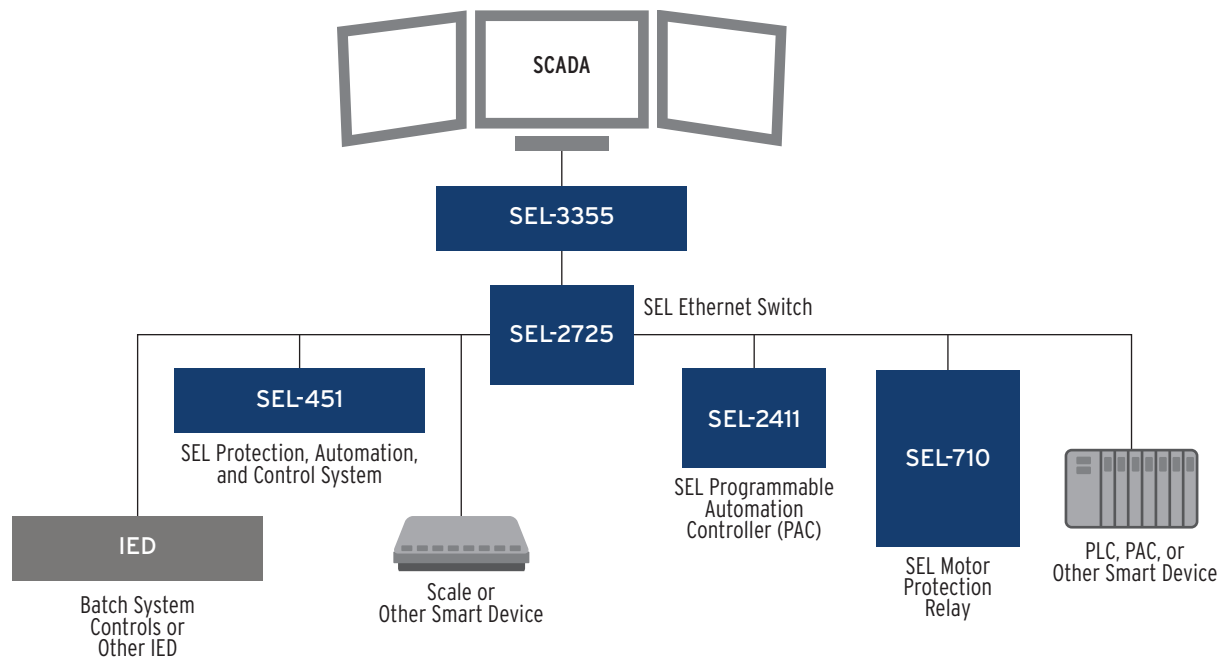 SCADA
SEL-3355
SEL-2725
SEL Ethernet Switch
SEL-451
SEL Protection, Automation,
and Control System
SEL-2411
SEL Programmable
Automation
Controller (PAC)
SEL-710
SEL Motor
Protection
Relay
PLC, PAC, or
Other Smart Device
IED
Batch System
Controls or
Other IED
Scale or
Other Smart Device